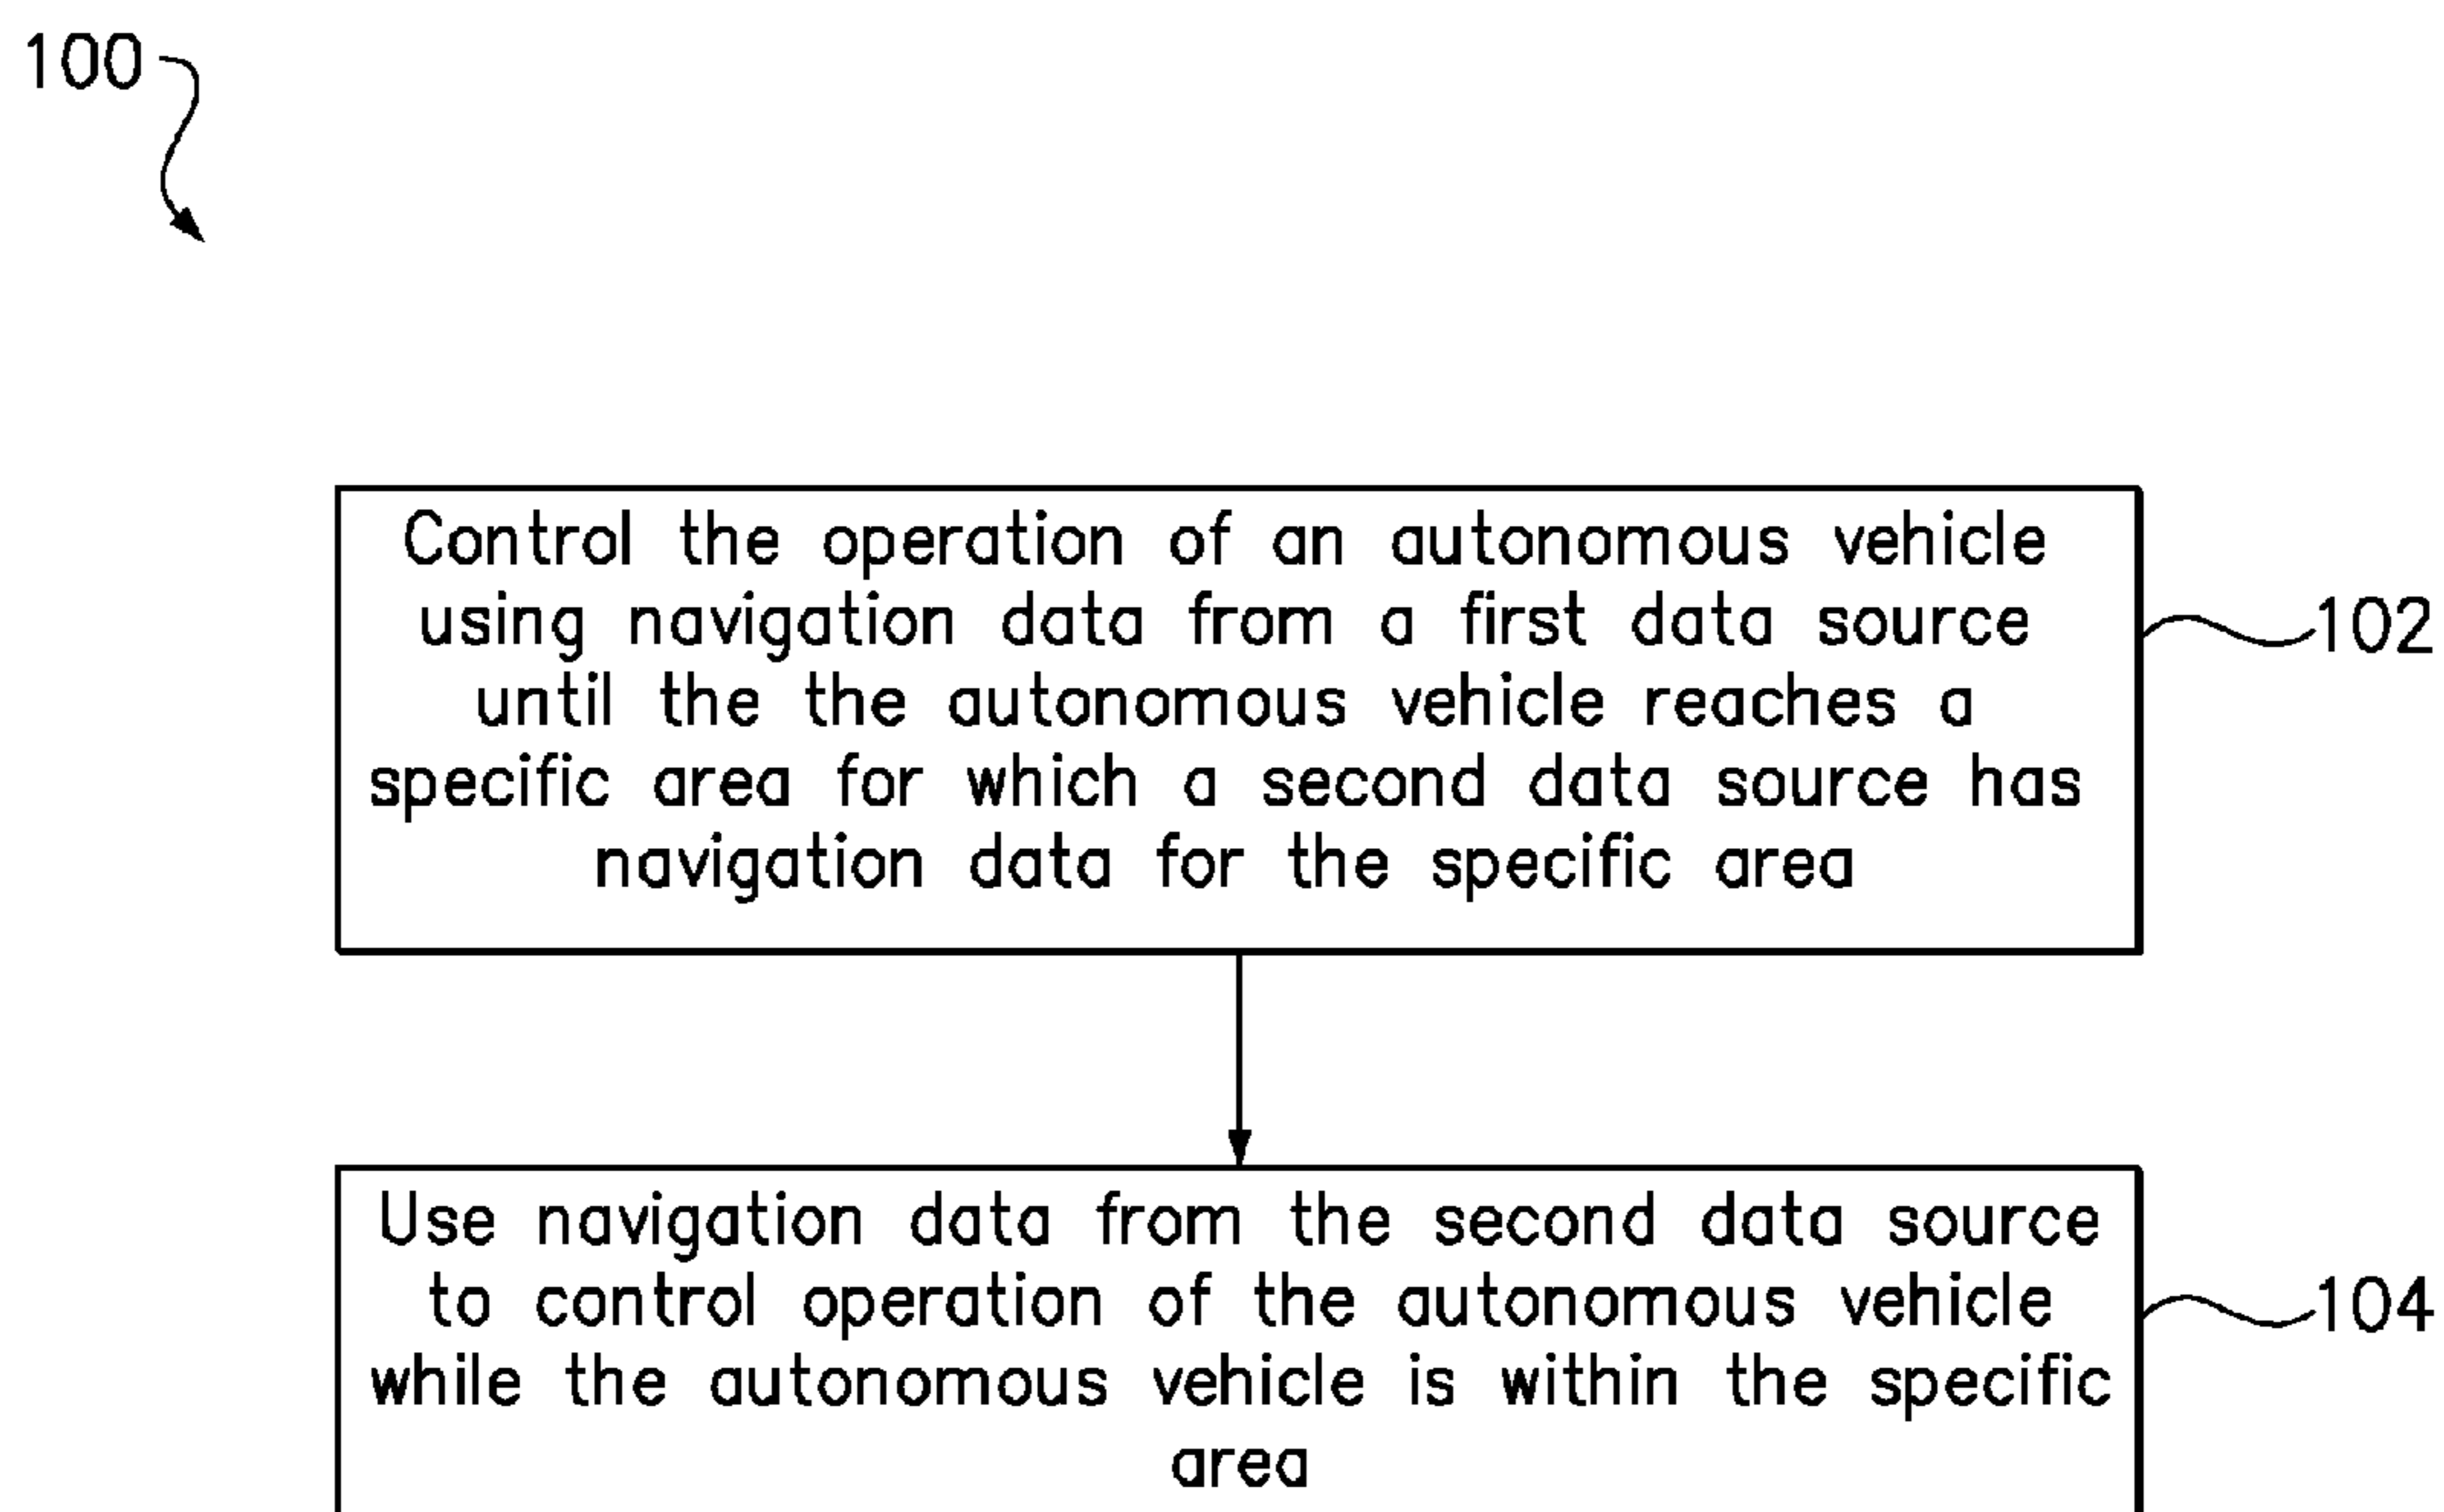 100
Control the operation of an autonomous vehicle
using navigation data from a first data source
until the the autonomous vehicle reaches a
specific area for which a second data source has
navigation data for the specific area
102
Use navigation data from the second data source
to control operation of the autonomous vehicle
while the autonomous vehicle is within the specific
area
104